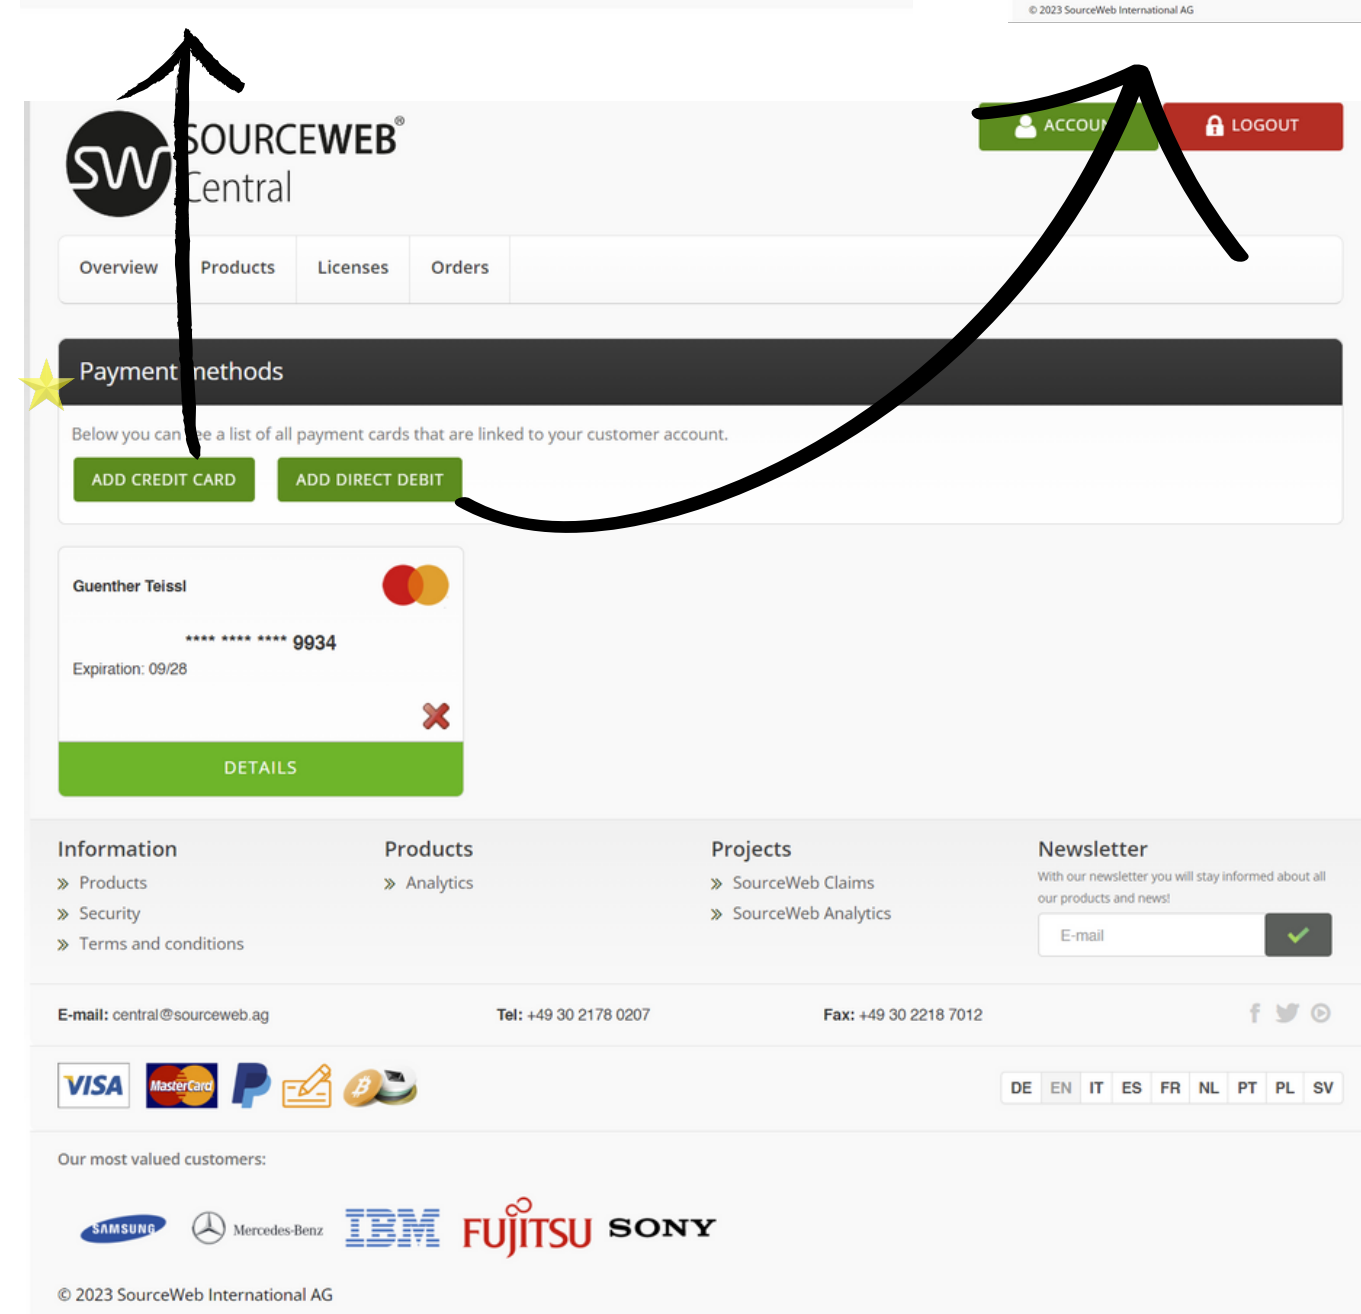 © 2023 SourceWeb International AG
SW SOURCEWEB®
Central
ACCOUNT LOGOUT
Overview Products Licenses Orders
Payment methods
Below you can see a list of all payment cards that are linked to your customer account.
ADD CREDIT CARD ADD DIRECT DEBIT
Guenther Teissl
**** **** **** 9934
Expiration: 09/28
DETAILS
Information Products Projects Newsletter
» Products » Analytics » SourceWeb Claims With our newsletter you will stay informed about all
our products and news!
» Security » SourceWeb Analytics
E-mail
» Terms and conditions
E-mail: central@sourceweb.ag Tel: +49 30 2178 0207 Fax: +49 30 2218 7012
VISA MasterCard
DE EN IT ES FR NL PT PL SV
Our most valued customers:
SAMSUNG Mercedes-Benz IBM FUJITSU SONY
© 2023 SourceWeb International AG